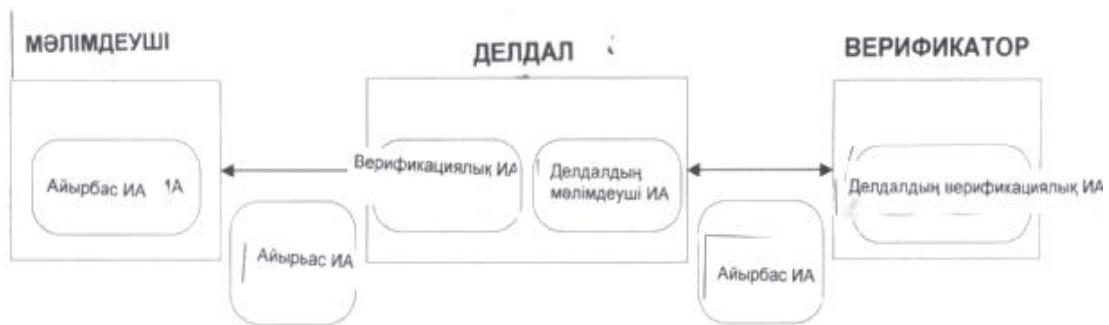 МӘЛІМДЕУШІ
ДЕЛДАЛ
ВЕРИФИКАТОР
Айырбас ИА
Верификациялық ИА
Делдалдың
мәлімдеуші ИА
Делдалдың верификациялық ИА
Айырьас ИА
Айырбас ИА